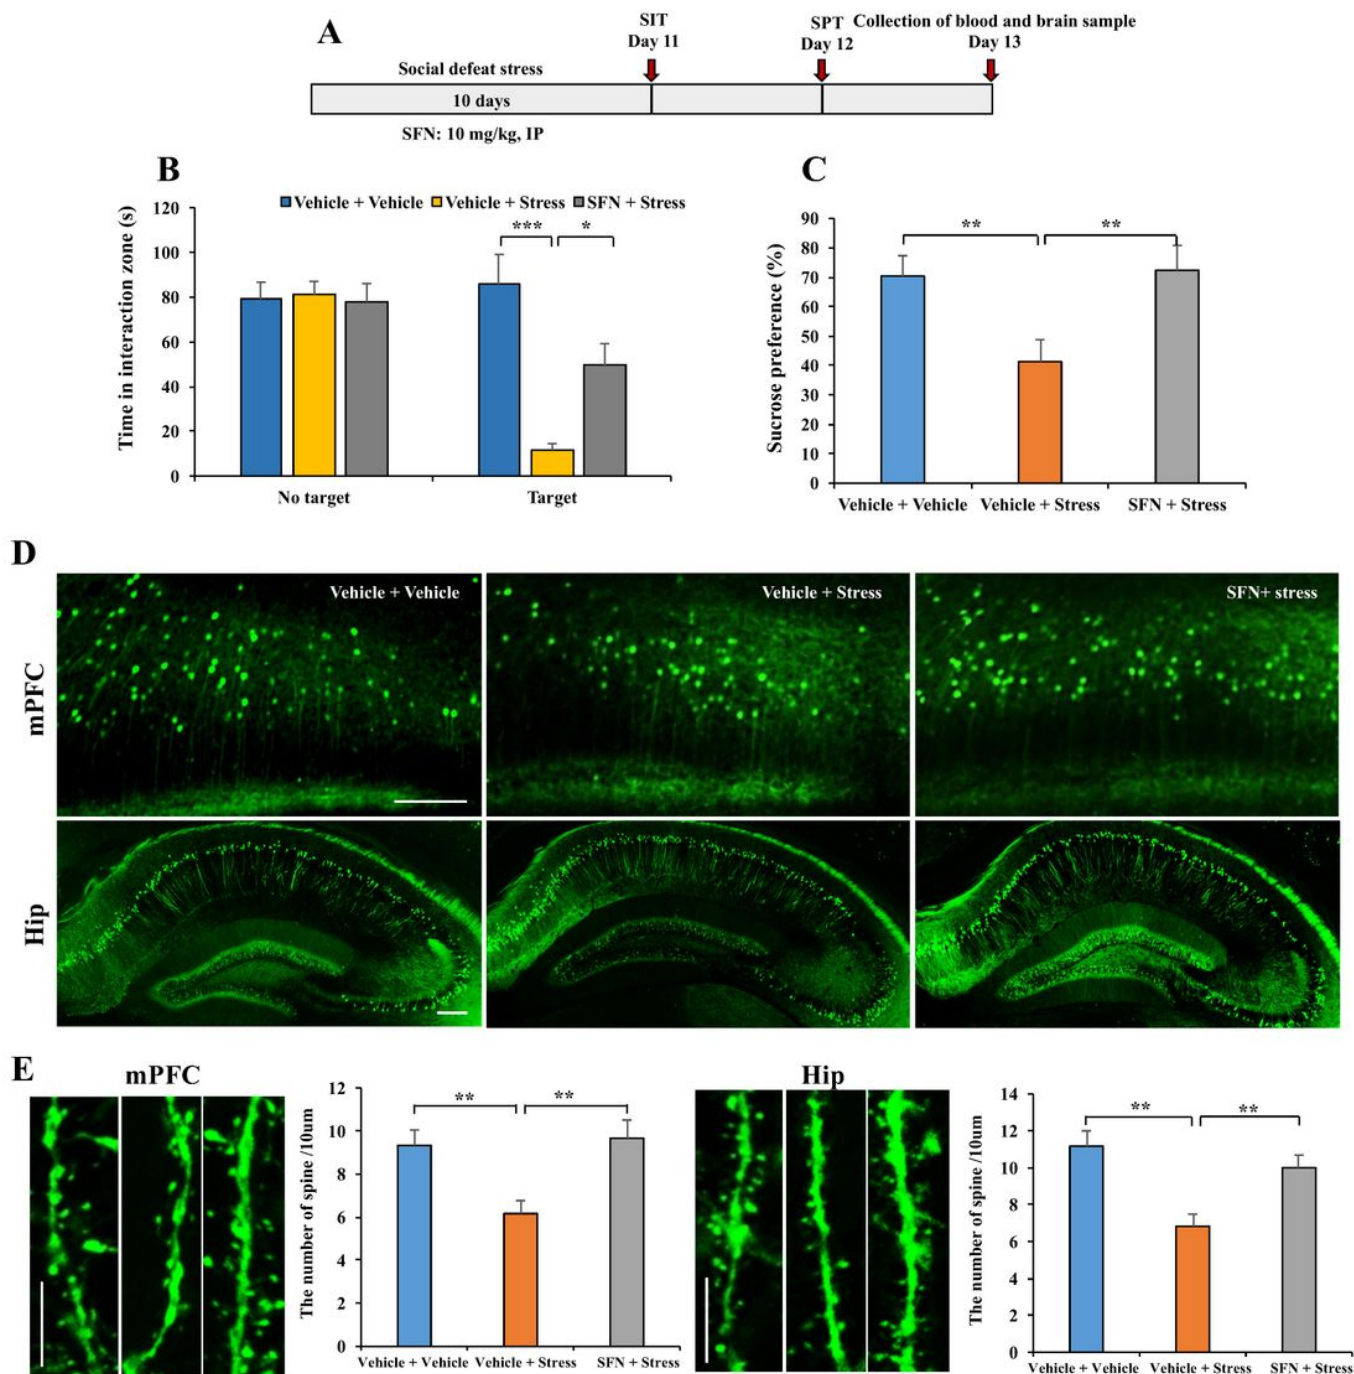 A
SIT
Day 11
SPT
Day 12
Collection of blood and brain sample
Day 13
Social defeat stress
10 days
SFN: 10 mg/kg, IP
B
Vehicle + Vehicle
Vehicle + Stress
SFN + Stress
Time in interaction zone (s)
120
100
80
60
40
20
0
***
*
No target
Target
C
Sucrose preference (%)
90
80
70
60
50
40
30
20
10
0
**
**
Vehicle + Vehicle
Vehicle + Stress
SFN + Stress
D
Vehicle + Vehicle
Vehicle + Stress
SFN+ stress
mPFC
Hip
E
mPFC
The number of spine /10um
12
10
8
6
4
2
0
**
**
Vehicle + Vehicle
Vehicle + Stress
SFN + Stress
Hip
The number of spine /10um
14
12
10
8
6
4
2
0
**
**
Vehicle + Vehicle
Vehicle + Stress
SFN + Stress